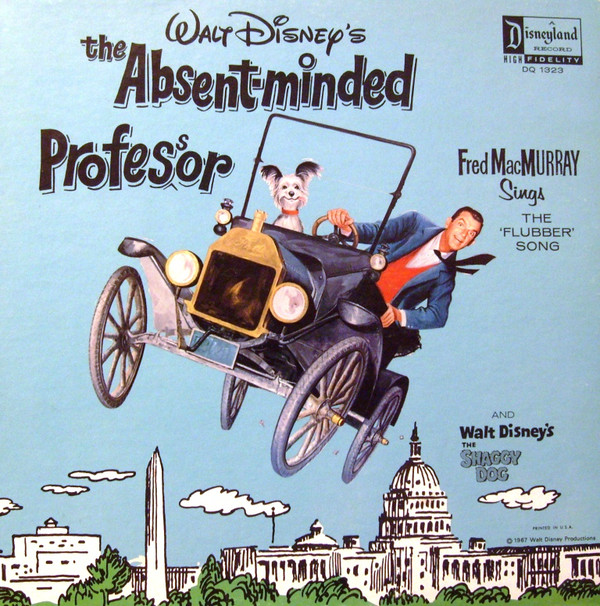 WALT DISNEY'S
the
Absent-minded
Professor
A
Disneyland
RECORD
HIGH FIDELITY
DQ 1323
Fred MacMURRAY
Sings
THE
'FLUBBER'
SONG
AND
Walt Disney's
THE
SHAGGY
DOG
PRINTED IN U.S.A.
© 1967 Walt Disney Productions